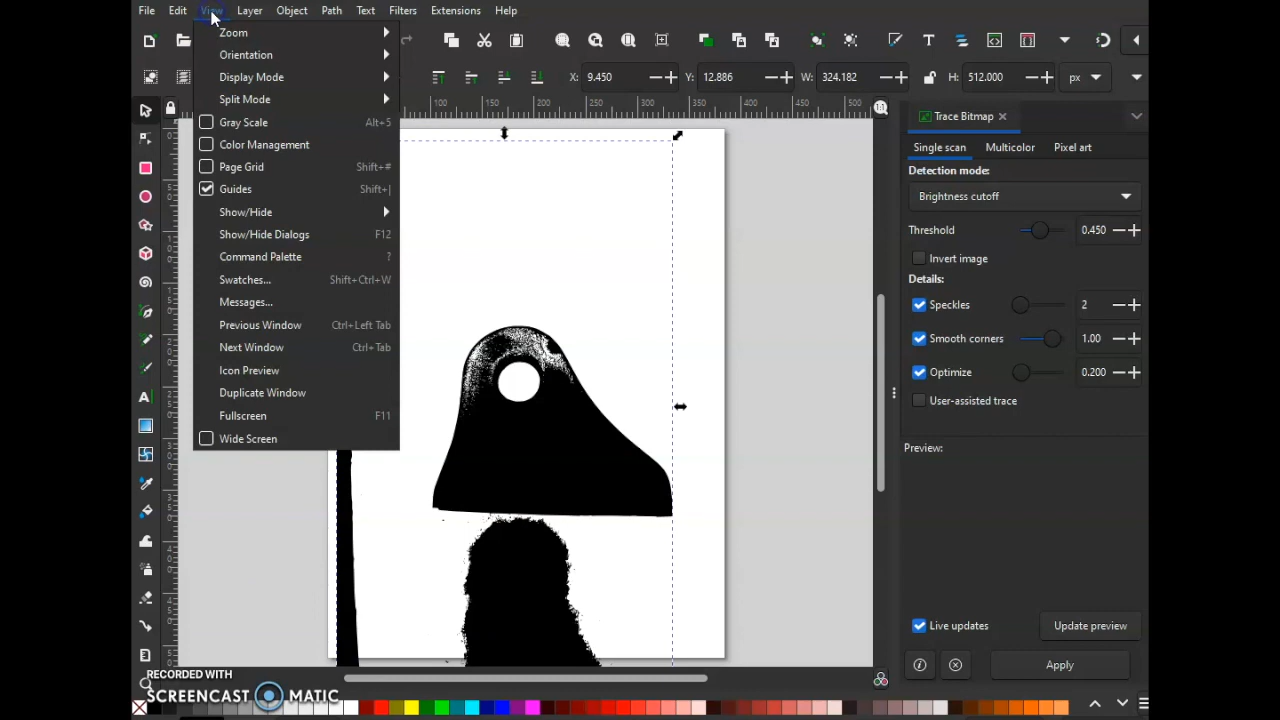 File Edit View Layer Object Path Text Filters Extensions Help
X: 9.450 Y: 12.886 W: 324.182 H: 512.000 px
Zoom
Orientation
Display Mode
Split Mode
Gray Scale Alt+5
Color Management
Page Grid Shift+#
Guides Shift+|
Show/Hide
Show/Hide Dialogs F12
Command Palette ?
Swatches... Shift+Ctrl+W
Messages...
Previous Window Ctrl+Left Tab
Next Window Ctrl+Tab
Icon Preview
Duplicate Window
Fullscreen F11
Wide Screen
100 150 200 250 300 350 400 450 500
Trace Bitmap
Single scan Multicolor Pixel art
Detection mode:
Brightness cutoff
Threshold 0.450
Invert image
Details:
Speckles 2
Smooth corners 1.00
Optimize 0.200
User-assisted trace
Preview:
Live updates Update preview
Apply
RECORDED WITH
SCREENCAST MATIC